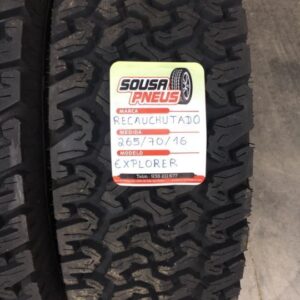 SOUSA
PNEUS
MARCA
RECAUCHUTADO
MEDIDA
265/70/16
MODELO
EXPLORER